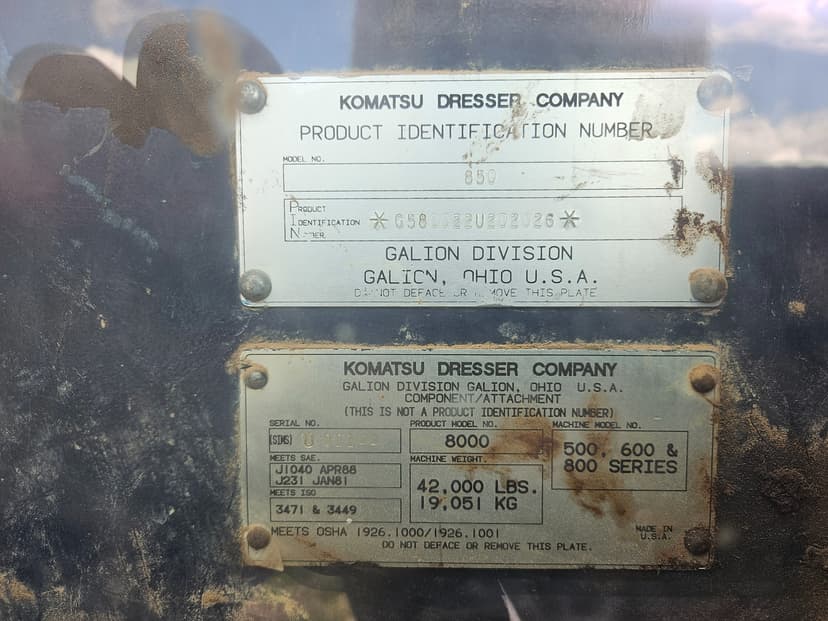 KOMATSU DRESSER COMPANY
PRODUCT IDENTIFICATION NUMBER
MODEL NO.
850
PRODUCT
IDENTIFICATION
GALION DIVISION
GALION, OHIO U.S.A.
DO NOT DEFACE OR REMOVE THIS PLATE
KOMATSU DRESSER COMPANY
GALION DIVISION GALION, OHIO U.S.A.
COMPONENT/ATTACHMENT
(THIS IS NOT A PRODUCT IDENTIFICATION NUMBER)
SERIAL NO.
PRODUCT MODEL NO.
MACHINE MODEL NO.
8000
500, 600 &
800 SERIES
MEETS SAE.
J1040 APR88
J231 JAN81
MACHINE WEIGHT.
42,000 LBS.
19,051 KG
MEETS ISO
3471 & 3449
MEETS OSHA 1926.1000/1926.1001
MADE IN
U.S.A.
DO NOT DEFACE OR REMOVE THIS PLATE.